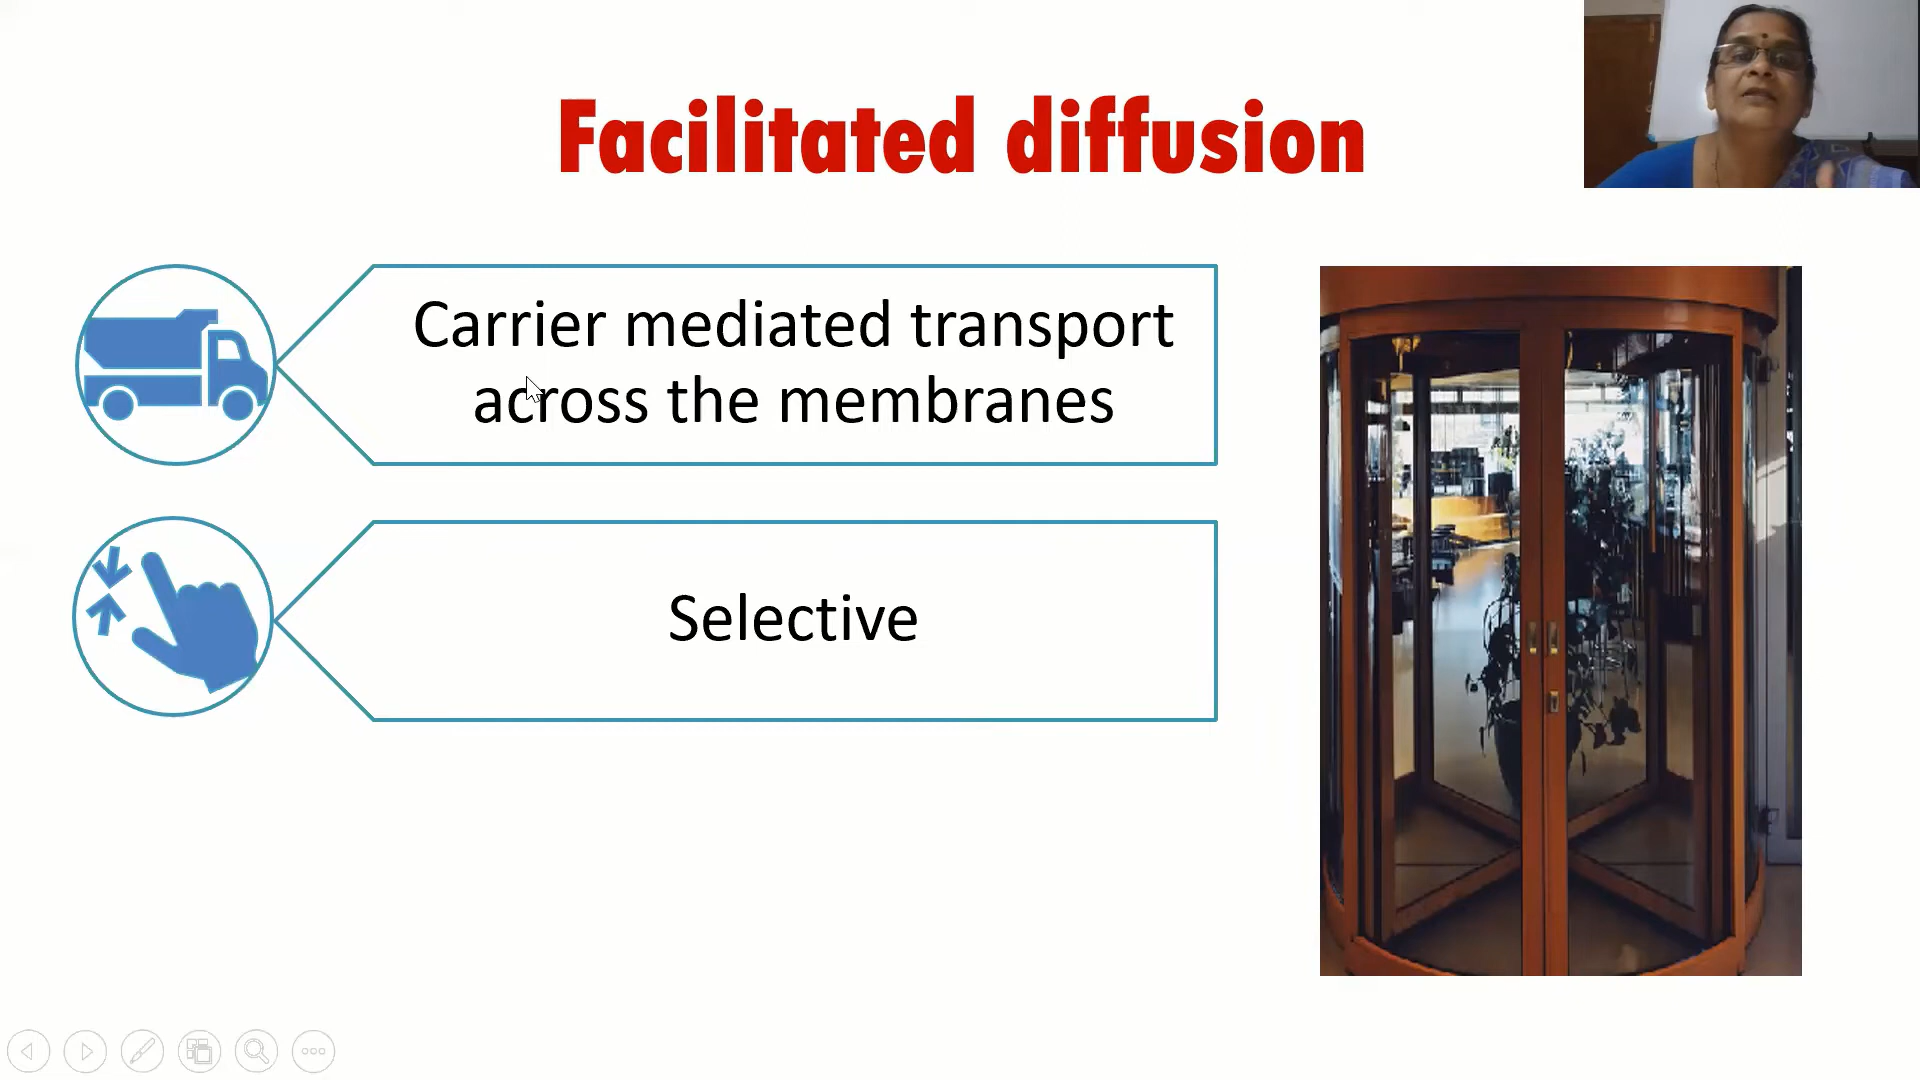 Facilitated diffusion
Carrier mediated transport
across the membranes
Selective